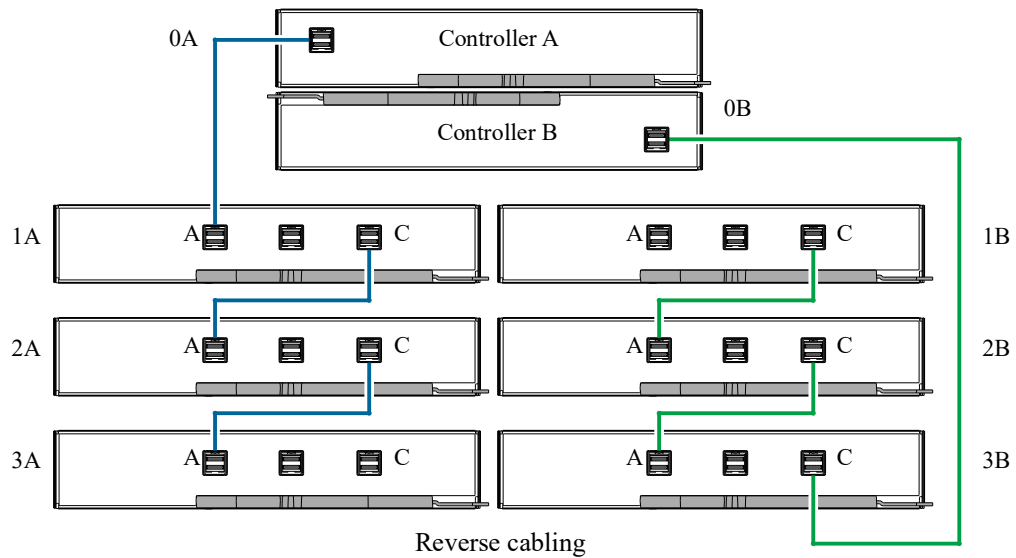 0A
Controller A
Controller B
0B
1A
A
C
A
C
1B
2A
A
C
A
C
2B
3A
A
C
A
C
3B
Reverse cabling